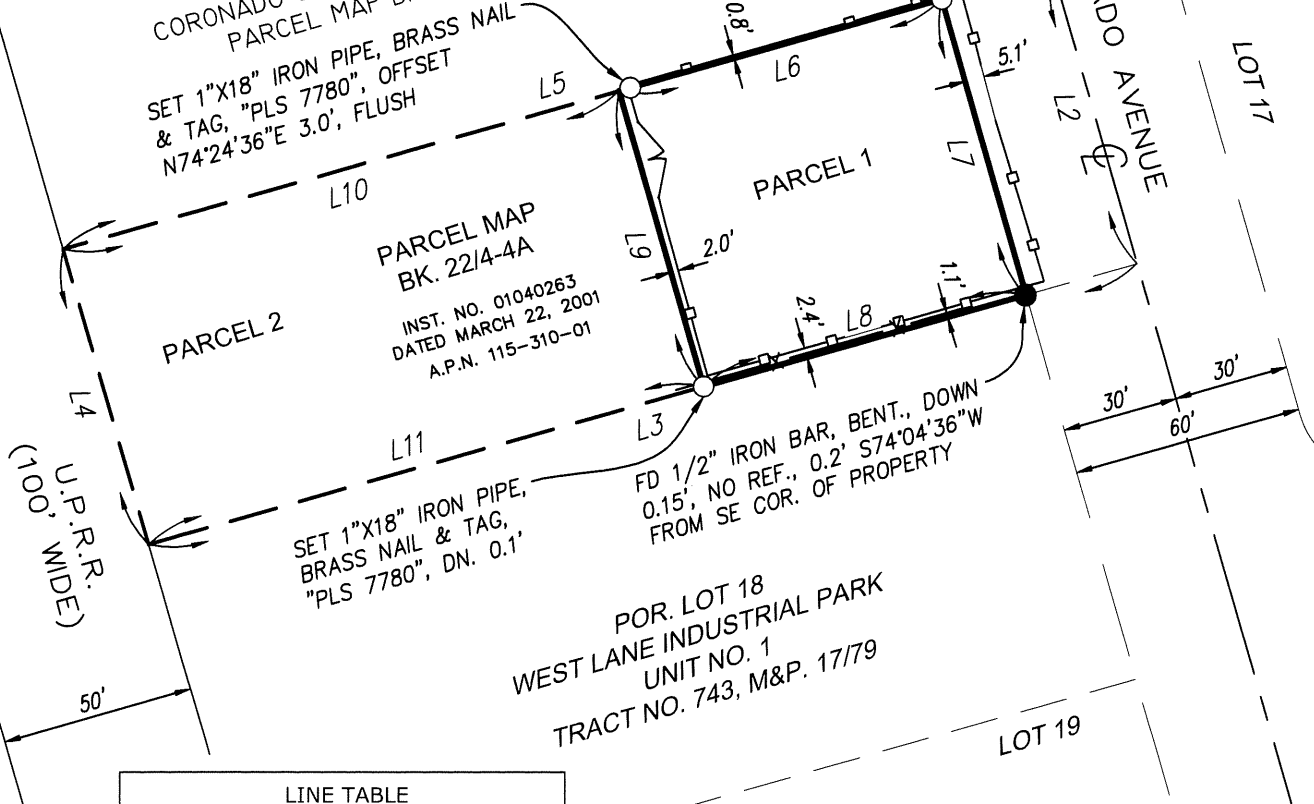 CORONADO
PARCEL MAP
SET 1"X18" IRON PIPE, BRASS NAIL
& TAG, "PLS 7780", OFFSET
N74°24'36"E 3.0', FLUSH
L5
0.8'
L6
5.1'
L2
AVENUE
℄
LOT 17
L10
PARCEL 1
L7
PARCEL MAP
BK. 22/4-4A
INST. NO. 01040263
DATED MARCH 22, 2001
A.P.N. 115-310-01
L9
2.0'
PARCEL 2
2.4'
L8
1.1'
L4
L11
L3
30'
30'
60'
U.P.R.R.
(100' WIDE)
SET 1"X18" IRON PIPE,
BRASS NAIL & TAG,
"PLS 7780", DN. 0.1'
FD 1/2" IRON BAR, BENT., DOWN
0.15', NO REF., 0.2' S74°04'36"W
FROM SE COR. OF PROPERTY
POR. LOT 18
WEST LANE INDUSTRIAL PARK
UNIT NO. 1
TRACT NO. 743, M&P. 17/79
50'
LOT 19
LINE TABLE